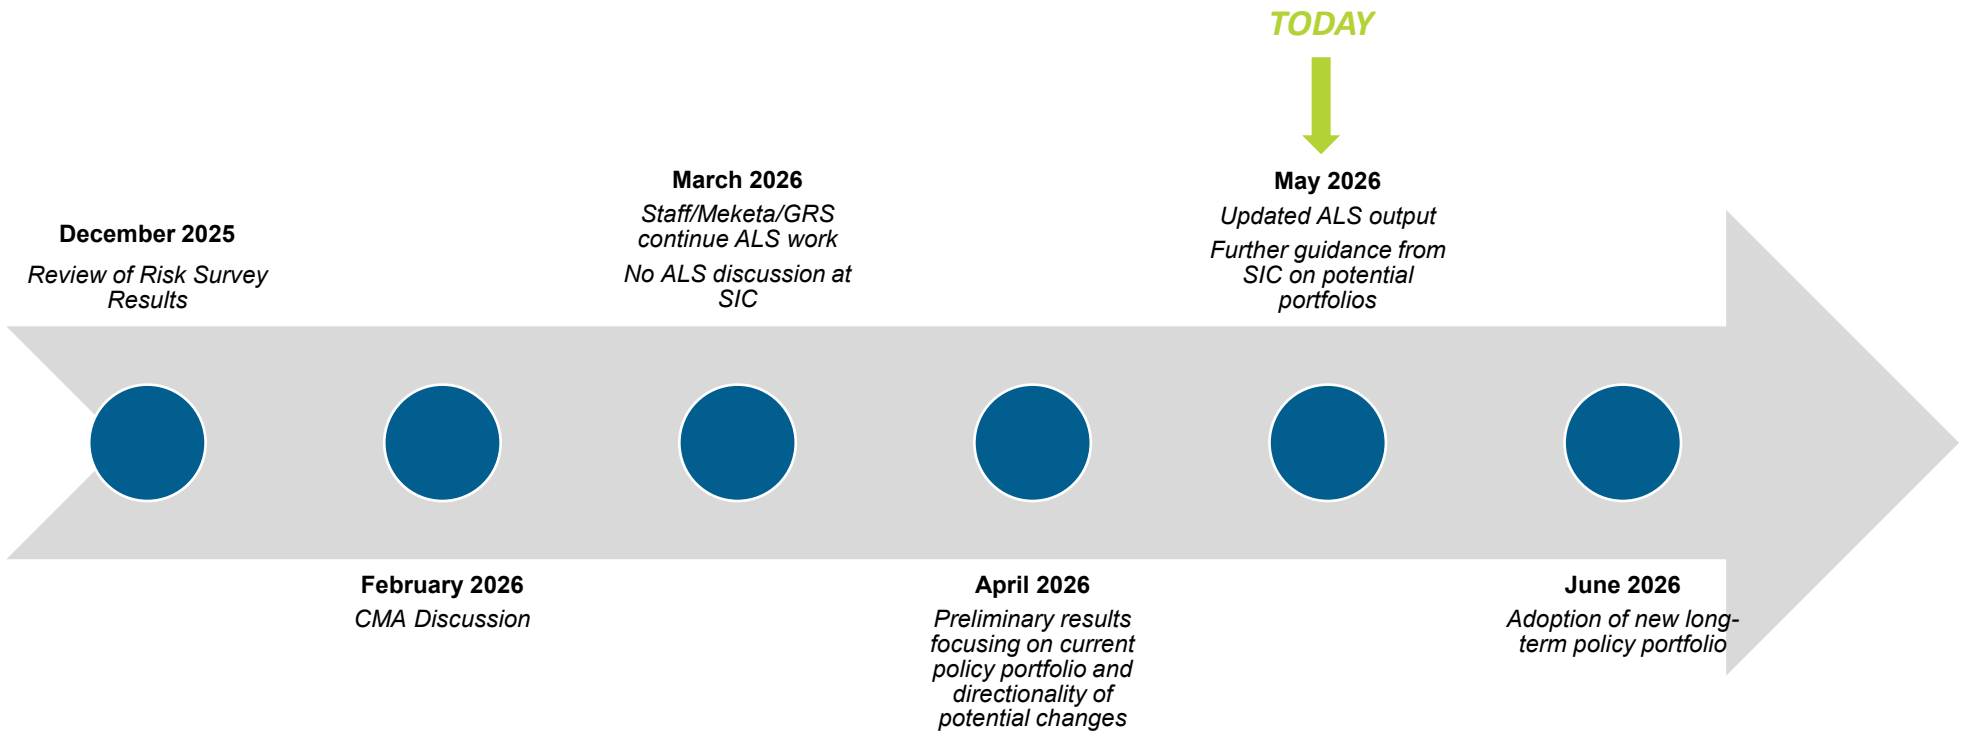 TODAY
December 2025
Review of Risk Survey
Results
February 2026
CMA Discussion
March 2026
Staff/Meketa/GRS
continue ALS work
No ALS discussion at
SIC
April 2026
Preliminary results
focusing on current
policy portfolio and
directionality of
potential changes
May 2026
Updated ALS output
Further guidance from
SIC on potential
portfolios
June 2026
Adoption of new long-
term policy portfolio